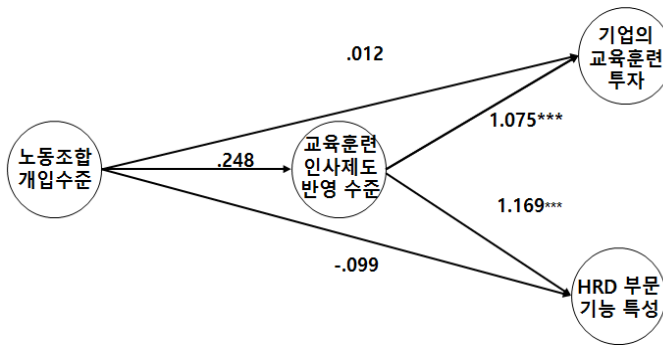 기업의
교육훈련
투자
.012
1.075***
노동조합
개입수준
.248
교육훈련
인사제도
반영 수준
1.169***
-.099
HRD 부문
기능 특성